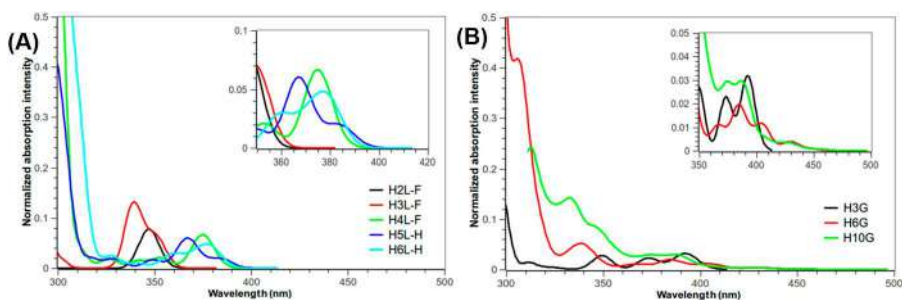 (A)
Normalized absorption intensity
0.5
0.4
0.3
0.2
0.1
0
300
350
400
450
500
Wavelength (nm)
0.1
0.05
0
360
380
400
420
H2L-F
H3L-F
H4L-F
H5L-H
H6L-H
(B)
Normalized absorption intensity
0.5
0.4
0.3
0.2
0.1
0
300
350
400
450
500
Wavelength (nm)
0.05
0.04
0.03
0.02
0.01
0
350
400
450
500
H3G
H6G
H10G